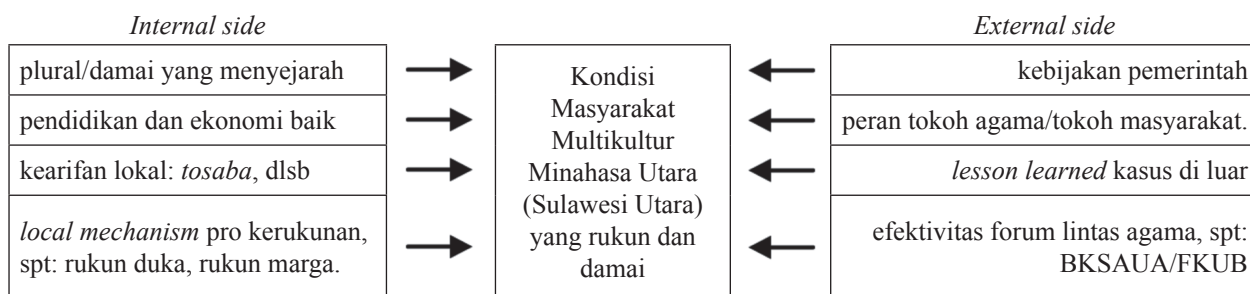 Internal side
plural/damai yang menyejarah
pendidikan dan ekonomi baik
kearifan lokal: tosaba, dlsb
local mechanism pro kerukunan,
spt: rukun duka, rukun marga.
Kondisi
Masyarakat
Multikultur
Minahasa Utara
(Sulawesi Utara)
yang rukun dan
damai
External side
kebijakan pemerintah
peran tokoh agama/tokoh masyarakat.
lesson learned kasus di luar
efektivitas forum lintas agama, spt:
BKSAUA/FKUB